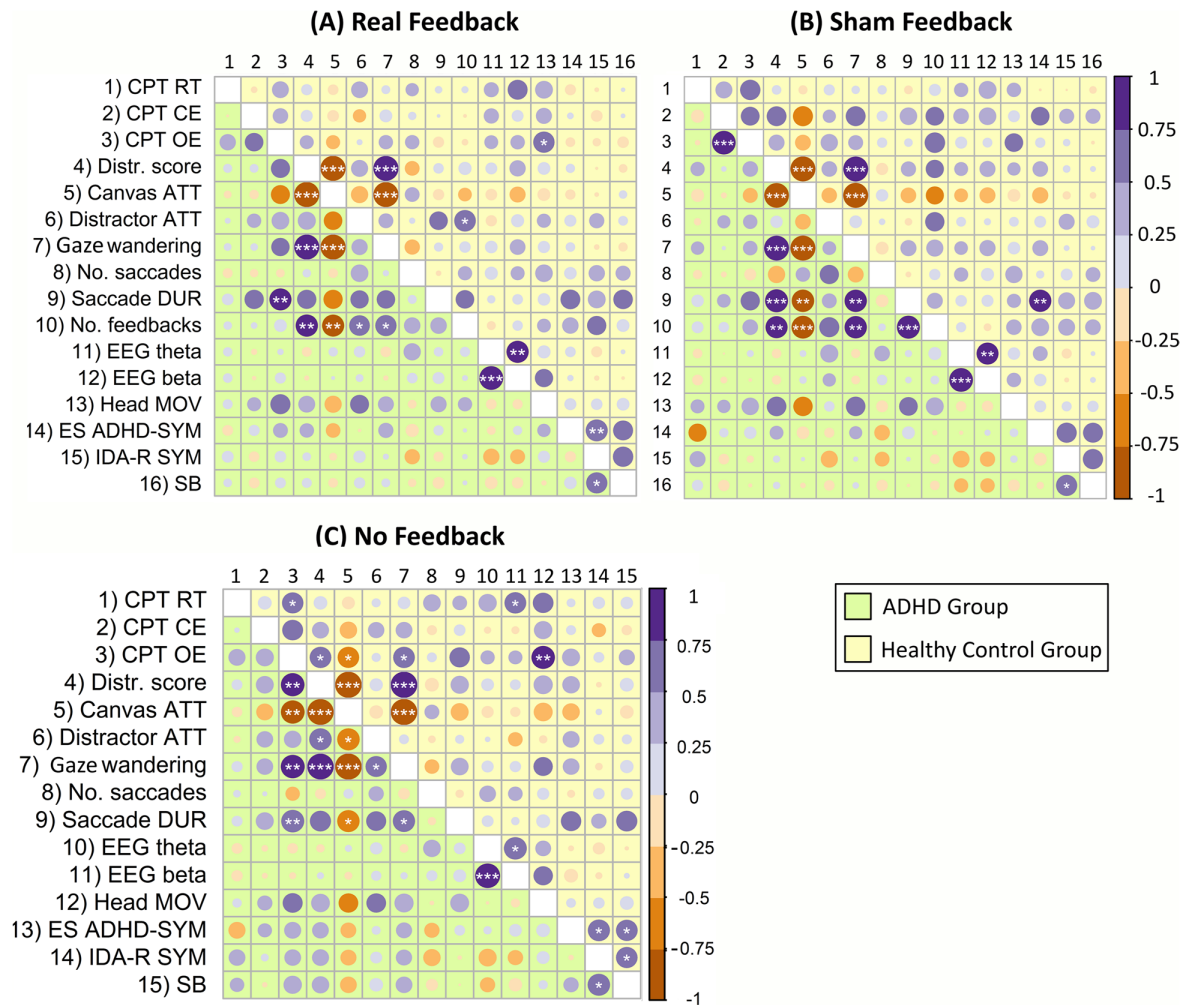 (A) Real Feedback
(B) Sham Feedback
1 2 3 4 5 6 7 8 9 10 11 12 13 14 15 16
1 2 3 4 5 6 7 8 9 10 11 12 13 14 15 16
1) CPT RT
2) CPT CE
3) CPT OE *
4) Distr. score *** ***
5) Canvas ATT *** ***
6) Distractor ATT *
7) Gaze wandering *** ***
8) No. saccades
9) Saccade DUR **
10) No. feedbacks ** ** * *
11) EEG theta **
12) EEG beta ***
13) Head MOV
14) ES ADHD-SYM **
15) IDA-R SYM
16) SB *
1
2
3 ***
4 *** ***
5 *** ***
6
7 *** ***
8
9 *** ** ** **
10 ** *** ** ***
11 **
12 ***
13
14
15
16 *
1
0.75
0.5
0.25
0
-0.25
-0.5
-0.75
-1
(C) No Feedback
1 2 3 4 5 6 7 8 9 10 11 12 13 14 15
1) CPT RT * *
2) CPT CE
3) CPT OE * * * **
4) Distr. score ** *** ***
5) Canvas ATT ** *** ***
6) Distractor ATT * *
7) Gaze wandering ** *** *** *
8) No. saccades
9) Saccade DUR ** * *
10) EEG theta *
11) EEG beta ***
12) Head MOV
13) ES ADHD-SYM * *
14) IDA-R SYM *
15) SB *
1
0.75
0.5
0.25
0
-0.25
-0.5
-0.75
-1
ADHD Group
Healthy Control Group